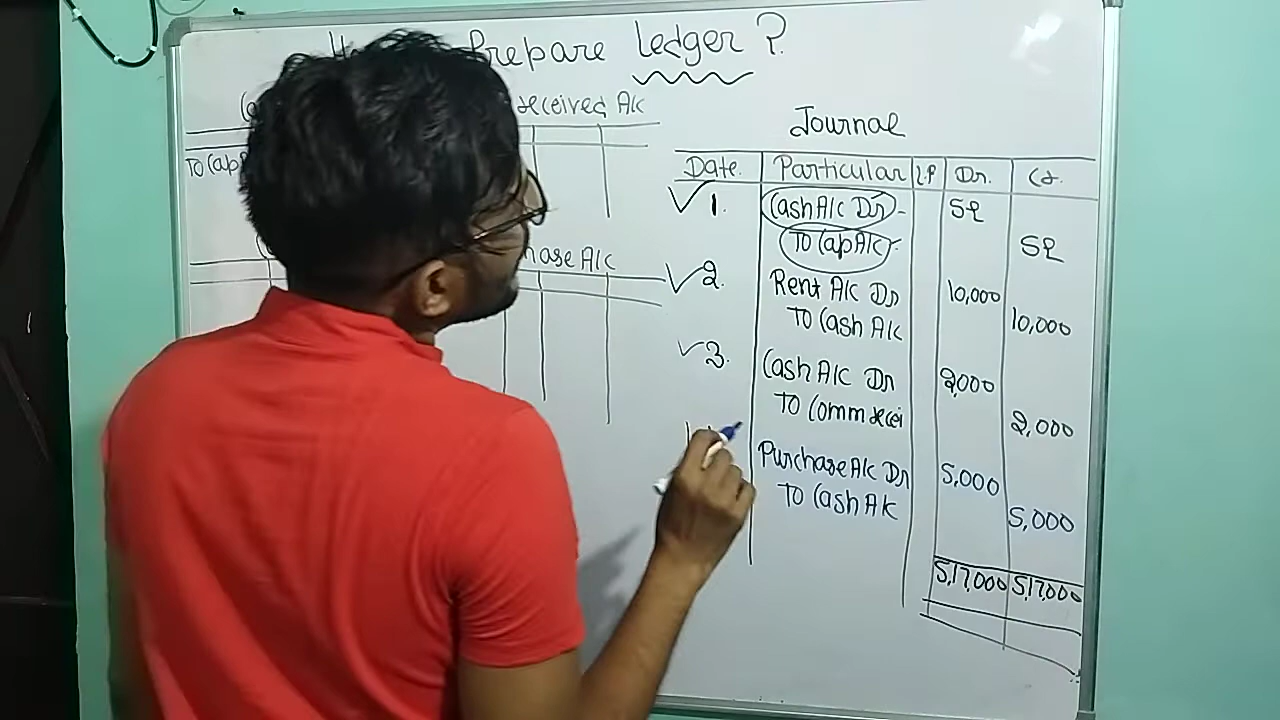 Prepare Ledger ?
received A/c
To Cap
hase A/c
Journal
Date. Particular L.P Dr. Cr.
1. Cash A/c Dr - 5L
To Cap A/c - 5L
2. Rent A/c Dr 10,000
To Cash A/c 10,000
3. Cash A/c Dr 2,000
To Comm recei 2,000
Purchase A/c Dr 5,000
To Cash A/c 5,000
5,17,000 5,17,000